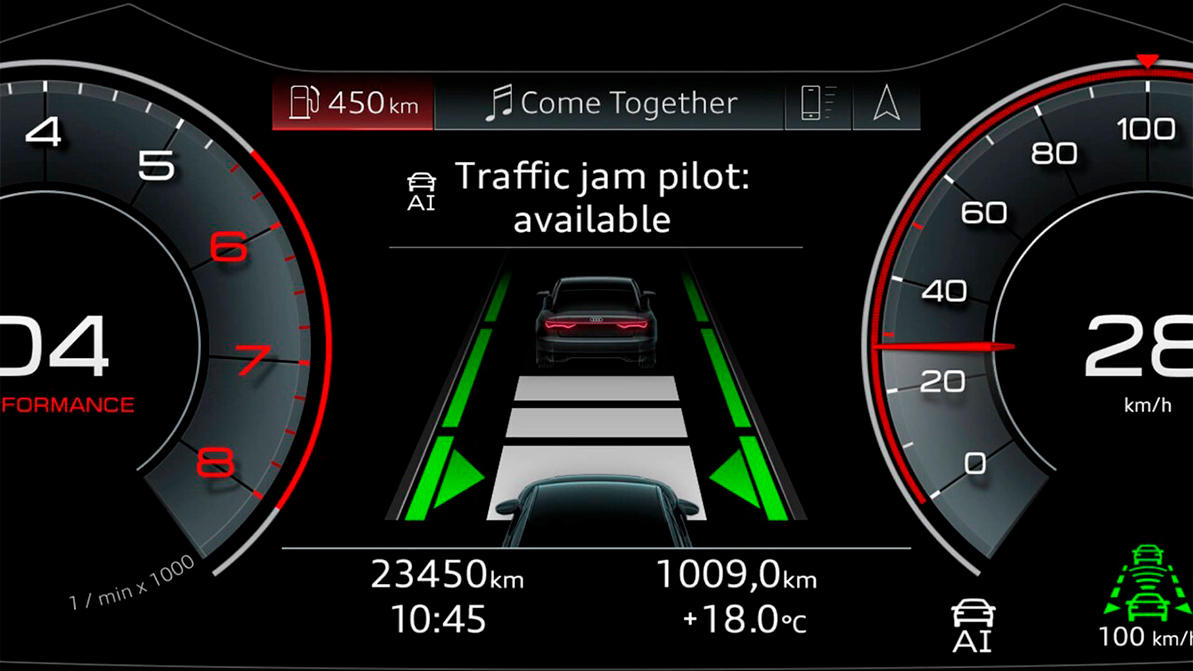 450 km
Come Together
AI
Traffic jam pilot:
available
4
5
6
7
8
04
FORMANCE
1 / min x 1000
0
20
40
60
80
100
28
km/h
23450km
1009,0km
10:45
+18.0°C
AI
100 km/h